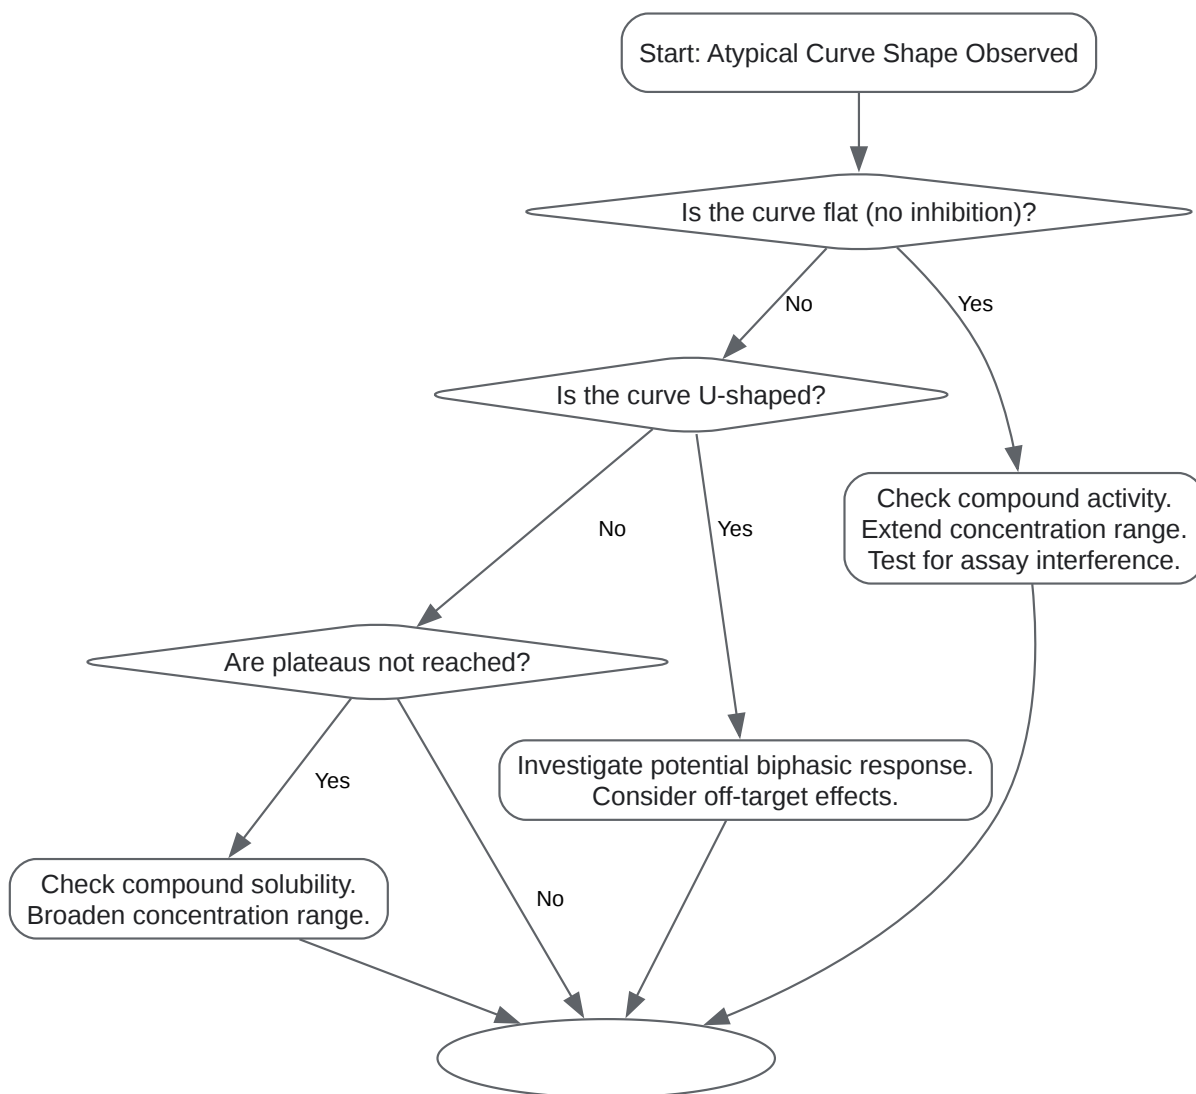 Start: Atypical Curve Shape Observed
Is the curve flat (no inhibition)?
No
Yes
Is the curve U-shaped?
Check compound activity.
Extend concentration range.
Test for assay interference.
No
Yes
Are plateaus not reached?
Investigate potential biphasic response.
Consider off-target effects.
Yes
Check compound solubility.
Broaden concentration range.
No